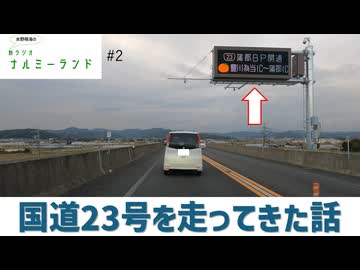 水野鳴海の
新ラジオ
ナルミーランド
#2
23 蒲郡BP開通
豊川為当IC~蒲郡IC
国道23号を走ってきた話